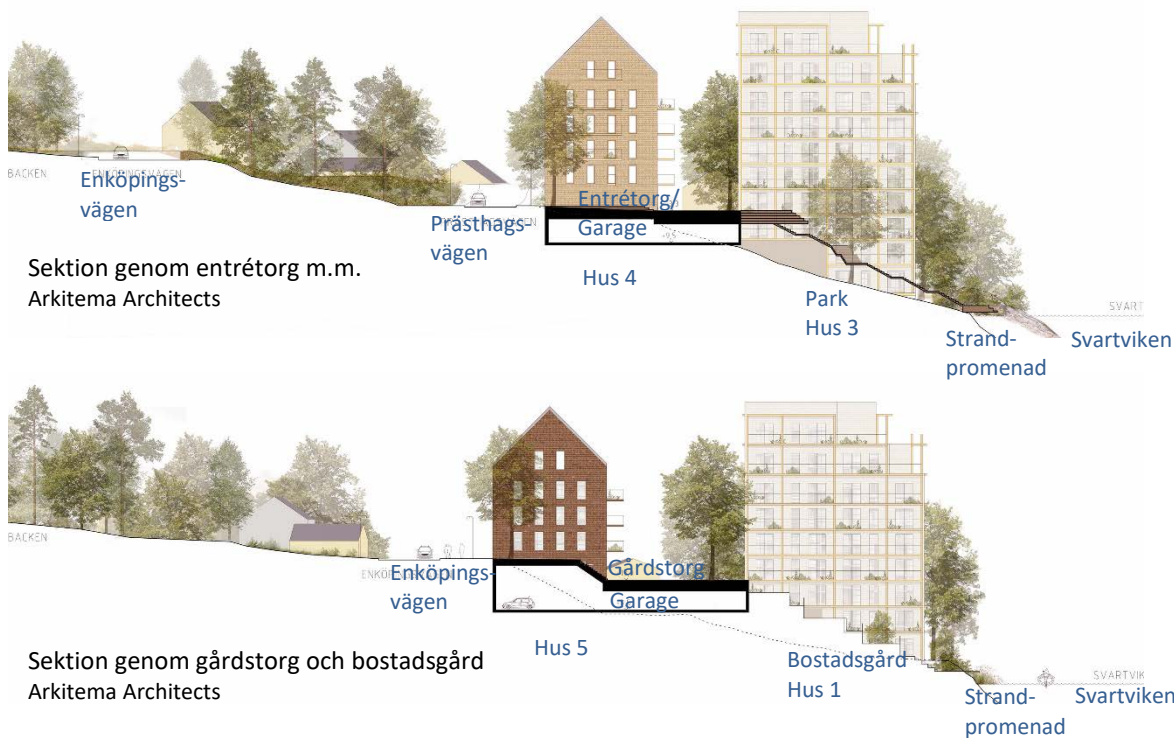 BACKEN
Enköpings-
vägen
Prästhags-
vägen
Entrétorg/
Garage
Hus 4
Sektion genom entrétorg m.m.
Arkitema Architects
Park
Hus 3
SVART
Strand-
promenad
Svartviken
BACKEN
Enköpings-
vägen
Gårdstorg
Garage
Hus 5
Sektion genom gårdstorg och bostadsgård
Arkitema Architects
Bostadsgård
Hus 1
SVARTVIK
Strand-
promenad
Svartviken